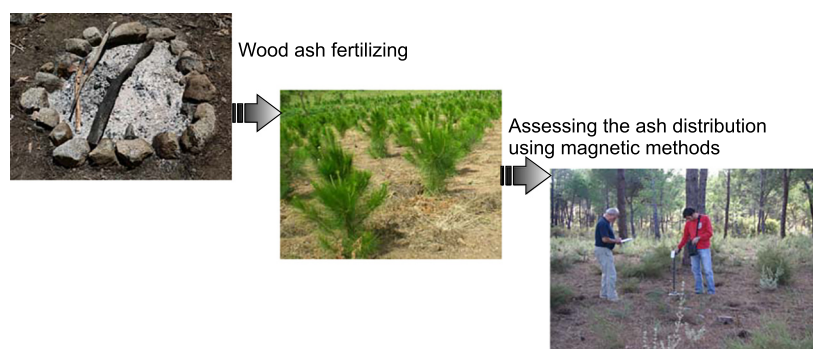 Wood ash fertilizing
Assessing the ash distribution
using magnetic methods